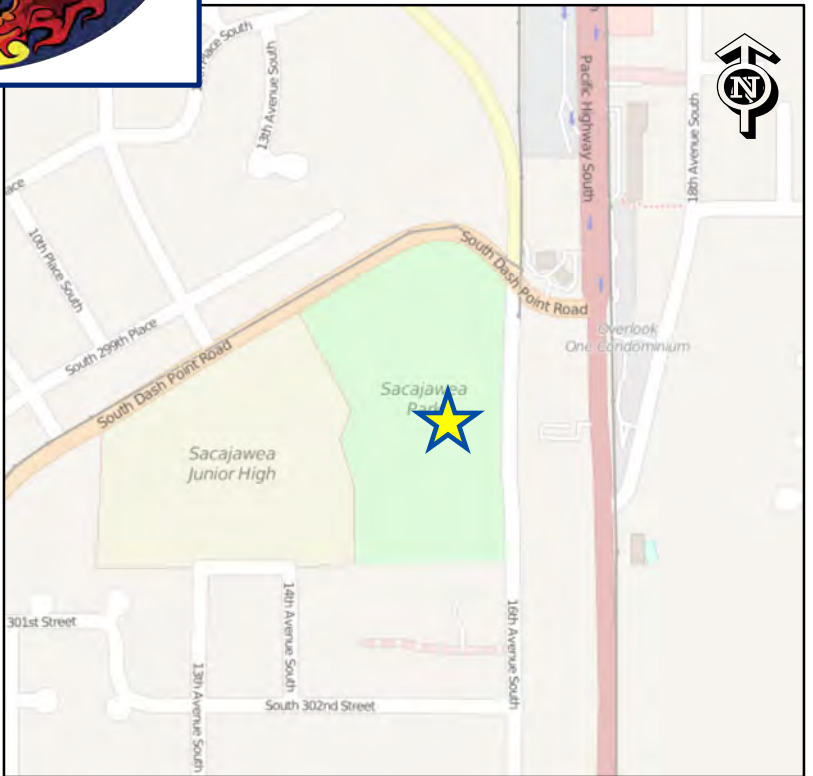 Place South
13th Avenue South
Pacific Highway South
N
18th Avenue South
10th Place South
South Dash Point Road
South 299th Place
Overlook
One Condominium
South Dash Point Road
Sacajawea
Park
Sacajawea
Junior High
301st Street
14th Avenue South
16th Avenue South
13th Avenue South
South 302nd Street